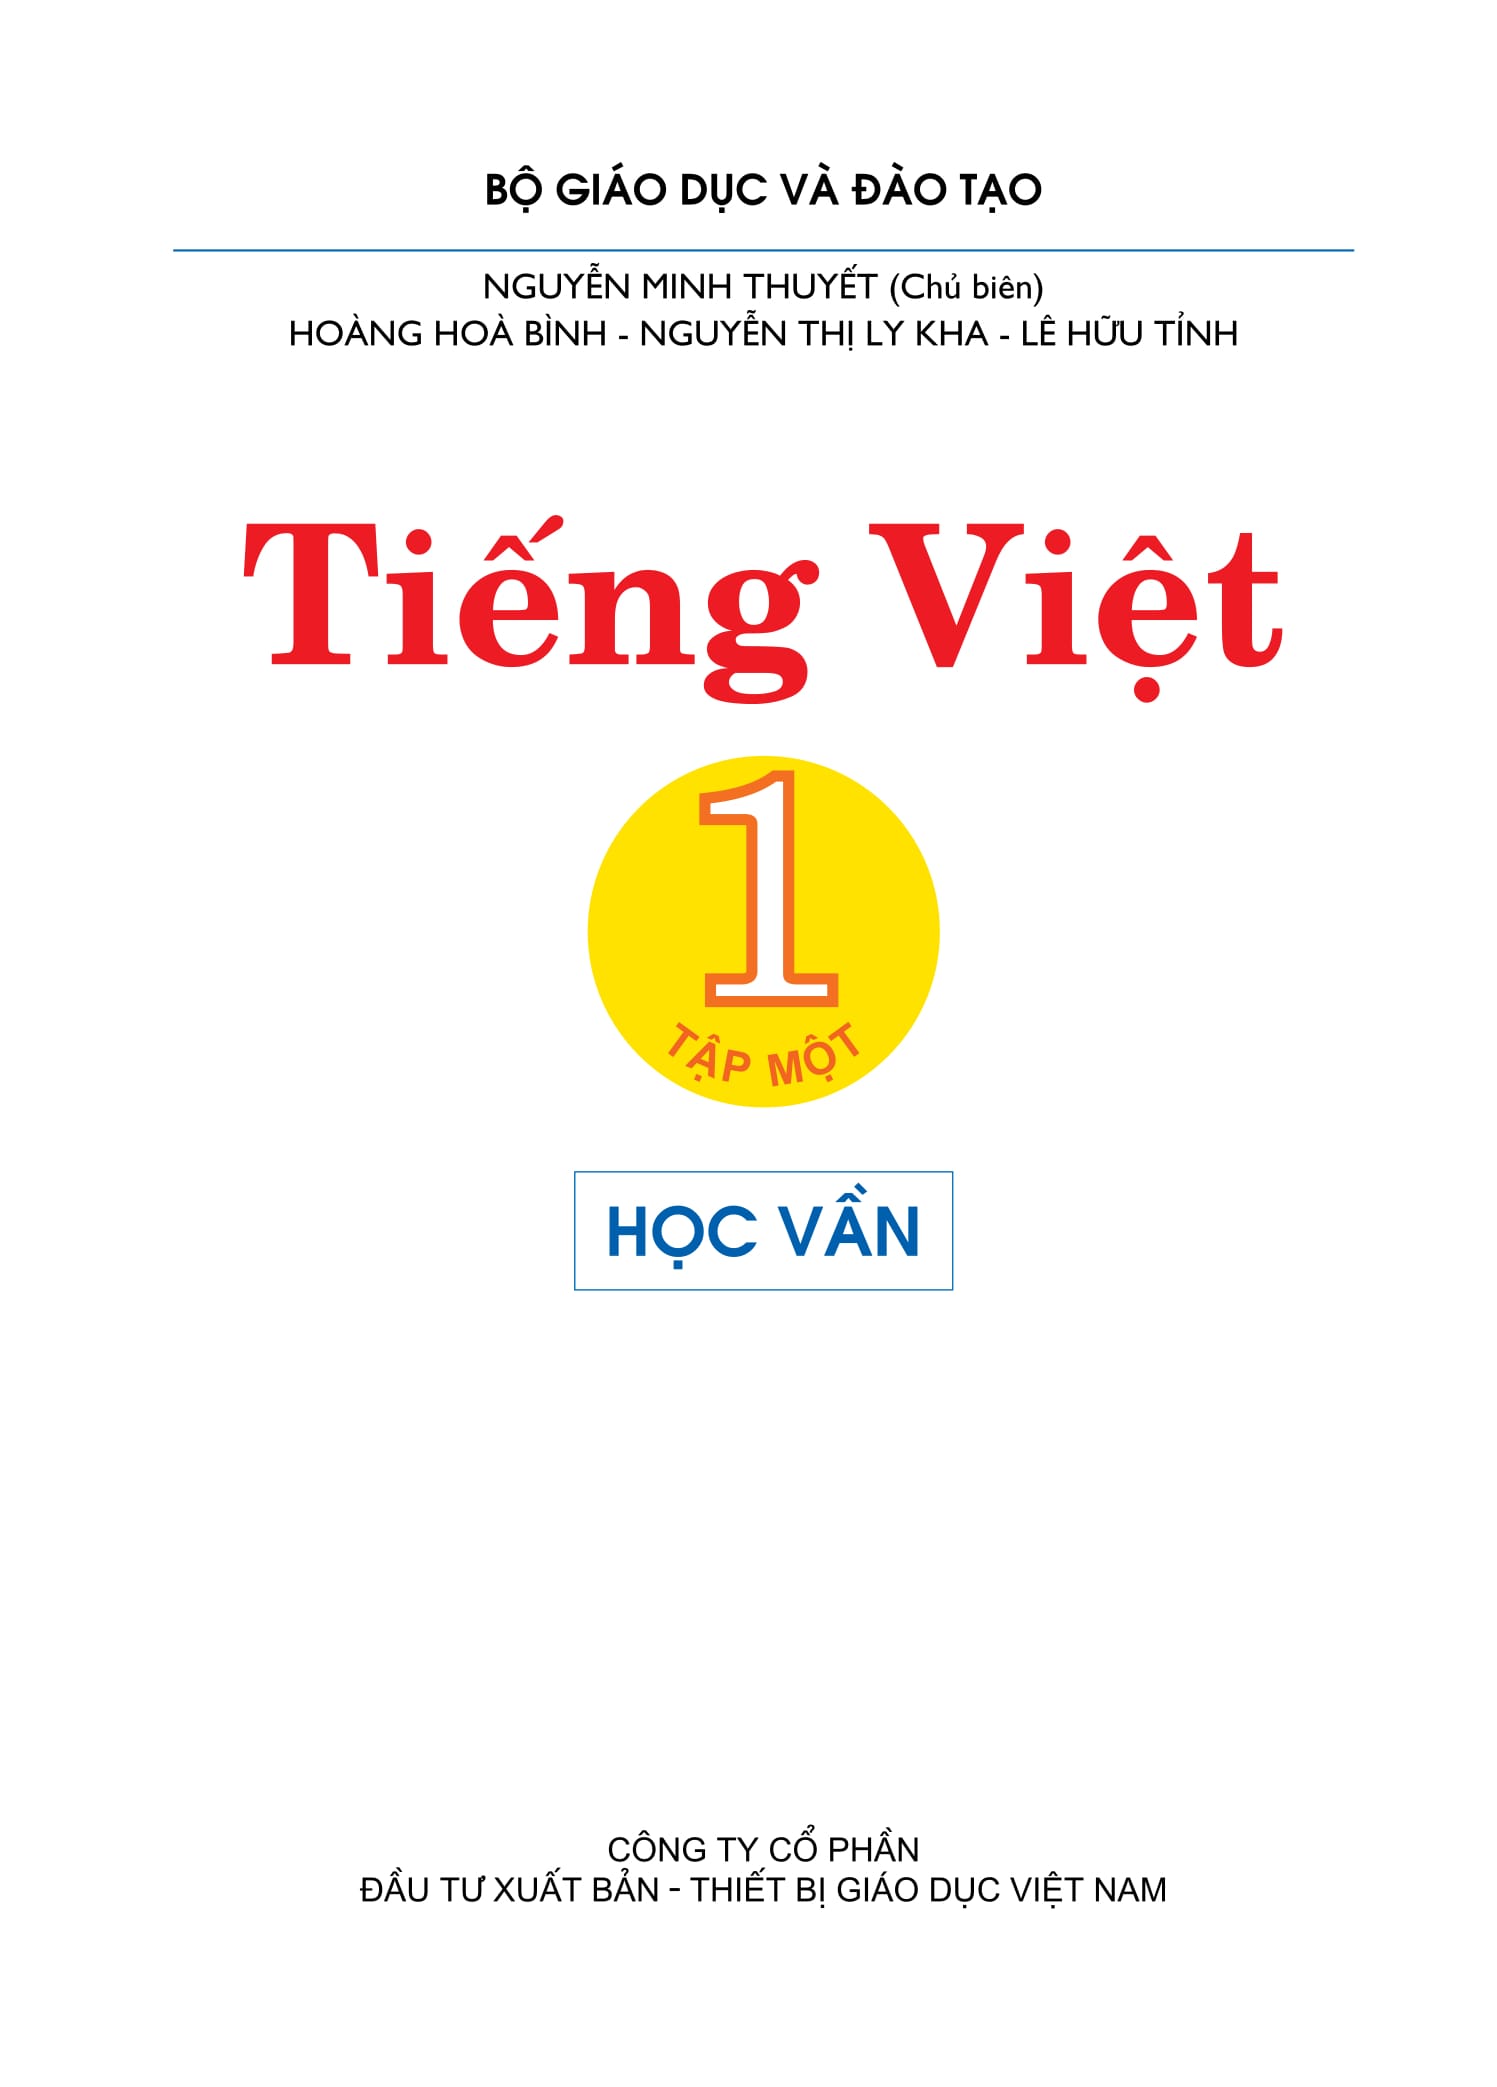 BỘ GIÁO DỤC VÀ ĐÀO TẠO
NGUYỄN MINH THUYẾT (Chủ biên)
HOÀNG HOÀ BÌNH - NGUYỄN THỊ LY KHA - LÊ HỮU TỈNH
Tiếng Việt
1
TẬP MỘT
HỌC VẦN
CÔNG TY CỔ PHẦN
ĐẦU TƯ XUẤT BẢN - THIẾT BỊ GIÁO DỤC VIỆT NAM